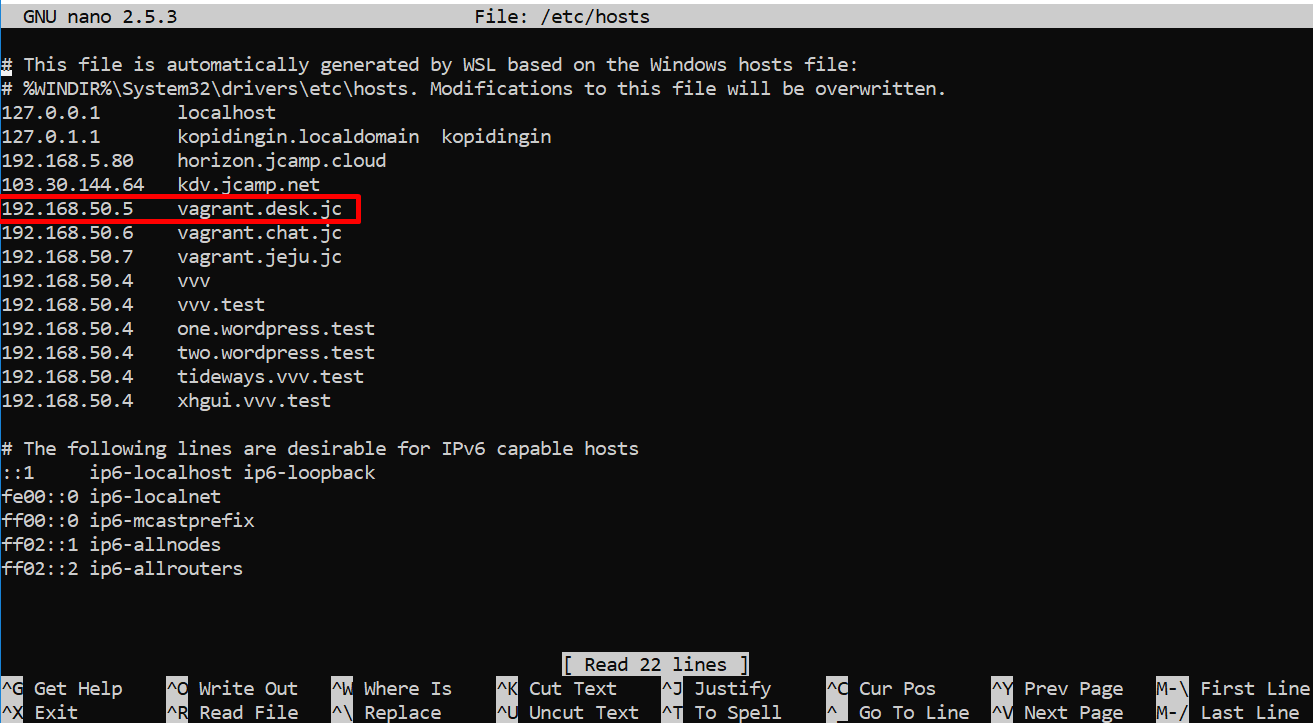 GNU nano 2.5.3 File: /etc/hosts
# This file is automatically generated by WSL based on the Windows hosts file:
# %WINDIR%\System32\drivers\etc\hosts. Modifications to this file will be overwritten.
127.0.0.1 localhost
127.0.1.1 kopidingin.localdomain kopidingin
192.168.5.80 horizon.jcamp.cloud
103.30.144.64 kdv.jcamp.net
192.168.50.5 vagrant.desk.jc
192.168.50.6 vagrant.chat.jc
192.168.50.7 vagrant.jeju.jc
192.168.50.4 vvv
192.168.50.4 vvv.test
192.168.50.4 one.wordpress.test
192.168.50.4 two.wordpress.test
192.168.50.4 tideways.vvv.test
192.168.50.4 xhgui.vvv.test
# The following lines are desirable for IPv6 capable hosts
::1 ip6-localhost ip6-loopback
fe00::0 ip6-localnet
ff00::0 ip6-mcastprefix
ff02::1 ip6-allnodes
ff02::2 ip6-allrouters
[ Read 22 lines ]
^G Get Help ^O Write Out ^W Where Is ^K Cut Text ^J Justify ^C Cur Pos ^Y Prev Page M-\ First Line
^X Exit ^R Read File ^\ Replace ^U Uncut Text ^T To Spell ^_ Go To Line ^V Next Page M-/ Last Line